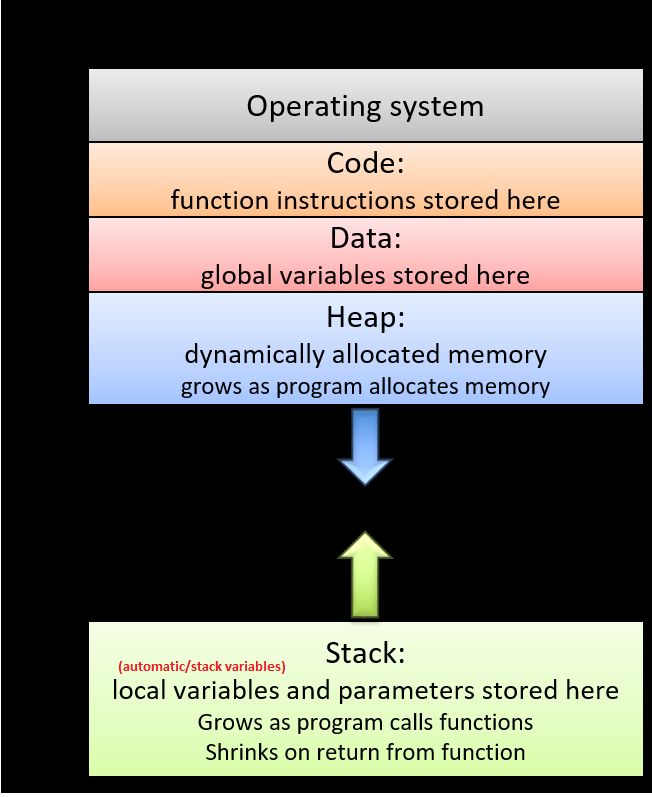 Operating system
Code:
function instructions stored here
Data:
global variables stored here
Heap:
dynamically allocated memory
grows as program allocates memory
Stack:
(automatic/stack variables)
local variables and parameters stored here
Grows as program calls functions
Shrinks on return from function